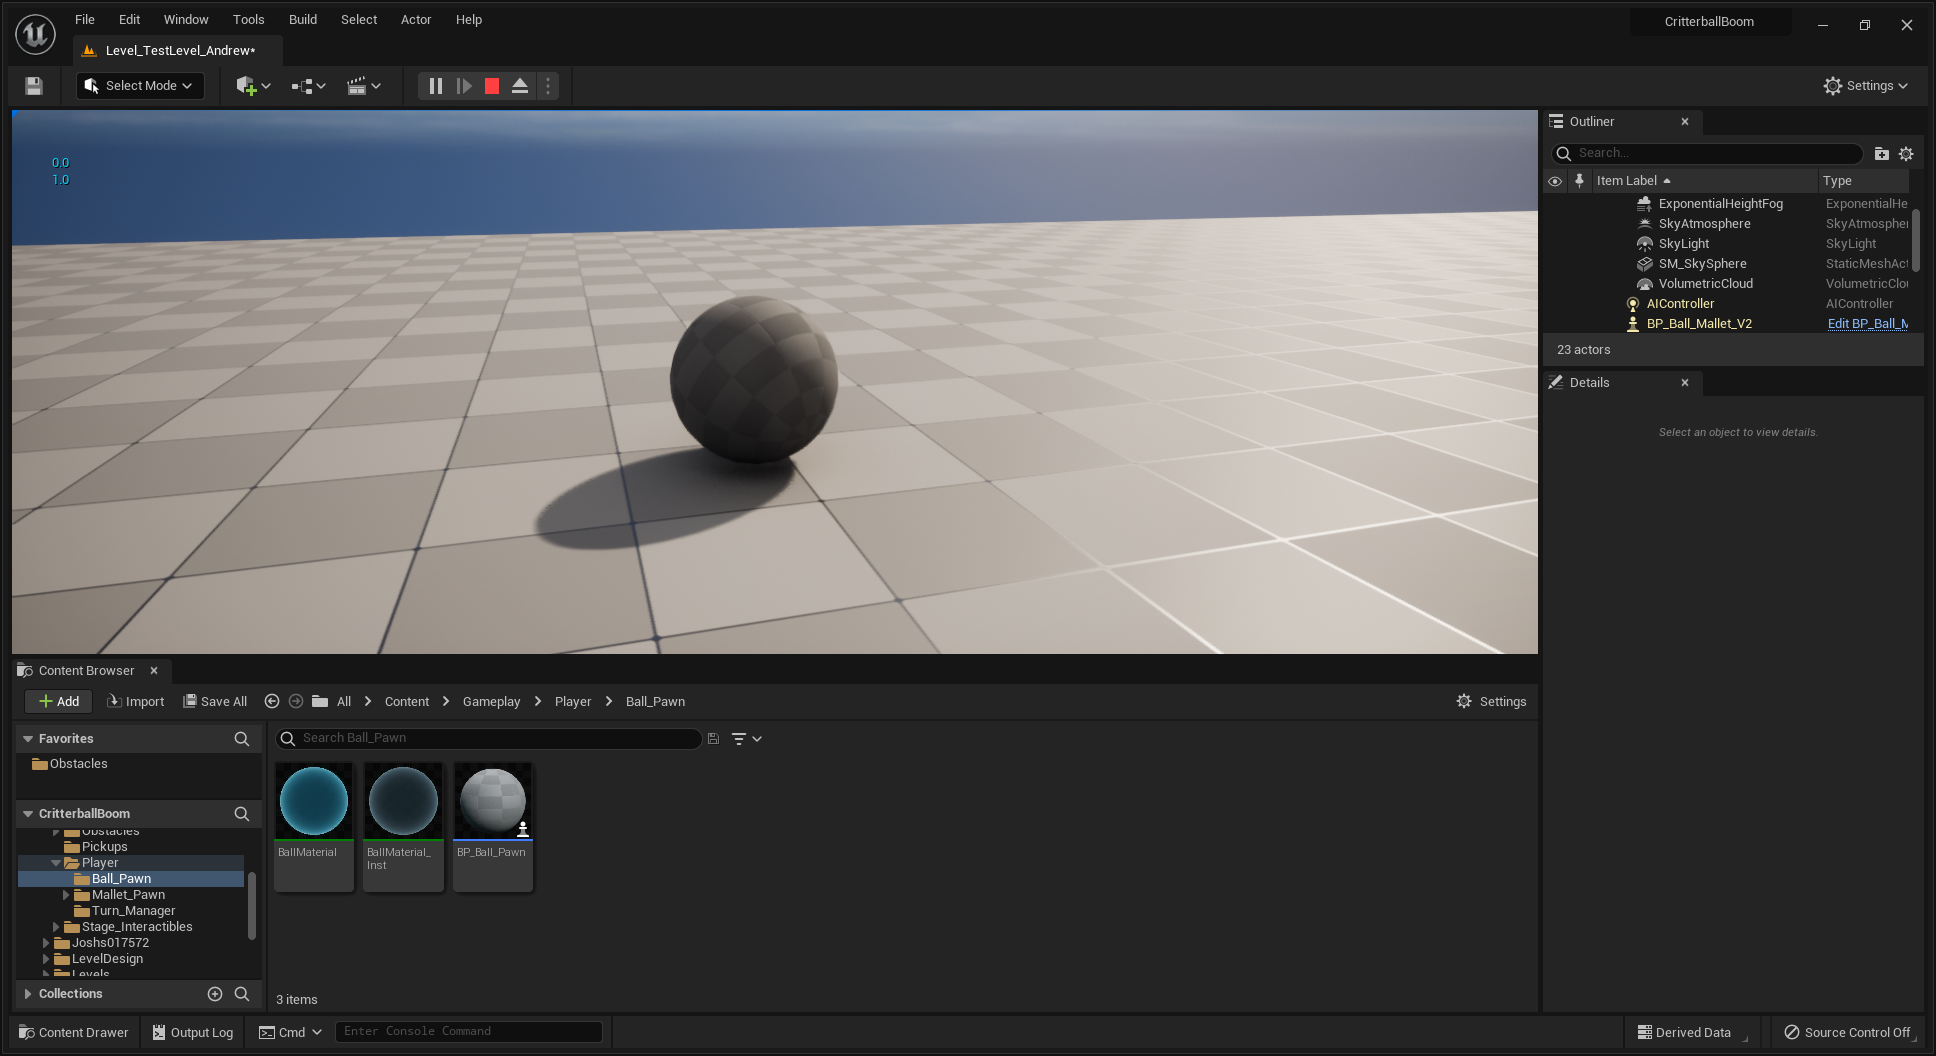 File Edit Window Tools Build Select Actor Help
CritterballBoom
Level_TestLevel_Andrew*
Select Mode
Settings
0.0
1.0
Outliner
Search...
Item Label Type
ExponentialHeightFog ExponentialHe
SkyAtmosphere SkyAtmospher
SkyLight SkyLight
SM_SkySphere StaticMeshAct
VolumetricCloud VolumetricClou
AIController AIController
BP_Ball_Mallet_V2 Edit BP_Ball_M
23 actors
Details
Select an object to view details.
Content Browser
Add Import Save All All Content Gameplay Player Ball_Pawn Settings
Favorites
Obstacles
CritterballBoom
Obstacles
Pickups
Player
Ball_Pawn
Mallet_Pawn
Turn_Manager
Stage_Interactibles
Joshs017572
LevelDesign
Levels
Collections
Search Ball_Pawn
BallMaterial
BallMaterial_
Inst
BP_Ball_Pawn
3 items
Content Drawer Output Log Cmd Enter Console Command Derived Data Source Control Off